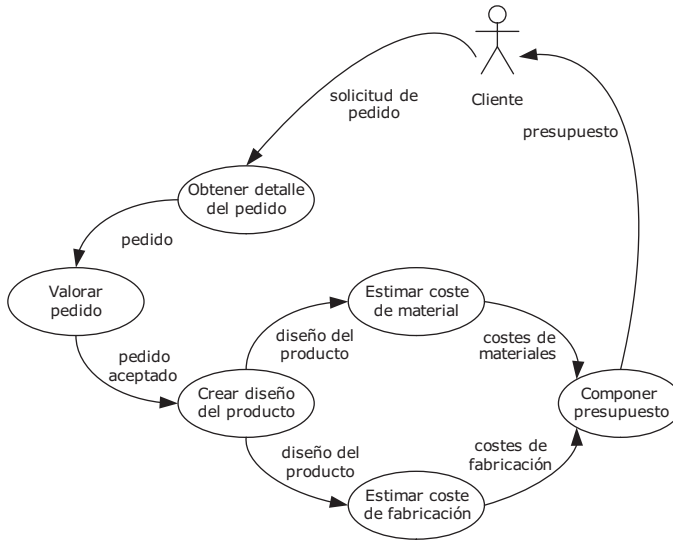 Cliente
solicitud de
pedido
presupuesto
Obtener detalle
del pedido
pedido
Valorar
pedido
Estimar coste
de material
diseño del
producto
costes de
materiales
pedido
aceptado
Crear diseño
del producto
Componer
presupuesto
diseño del
producto
costes de
fabricación
Estimar coste
de fabricación